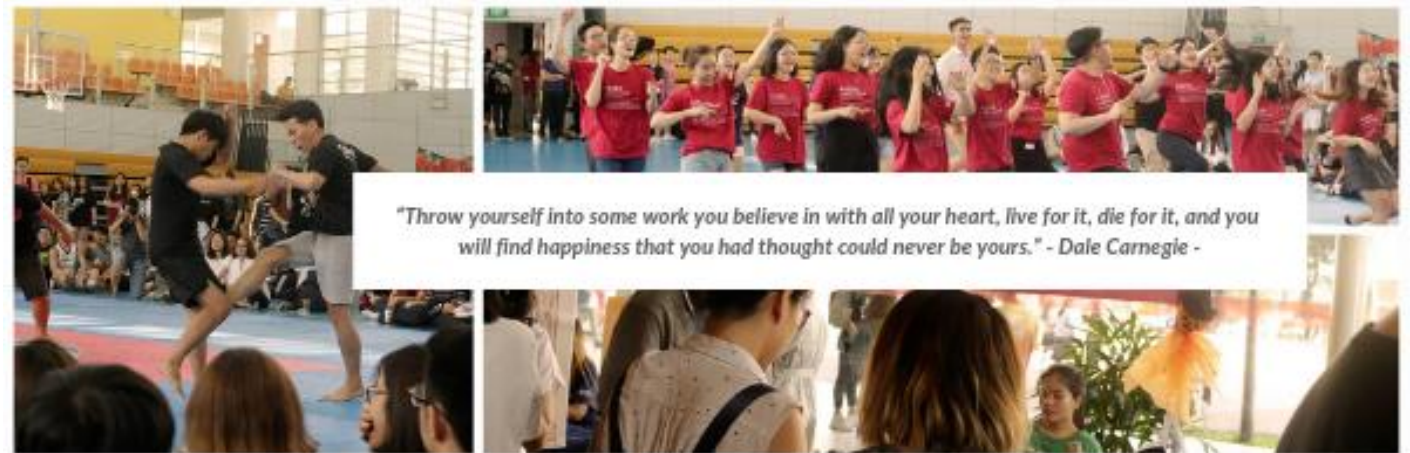 "Throw yourself into some work you believe in with all your heart, live for it, die for it, and you
will find happiness that you had thought could never be yours." - Dale Carnegie -